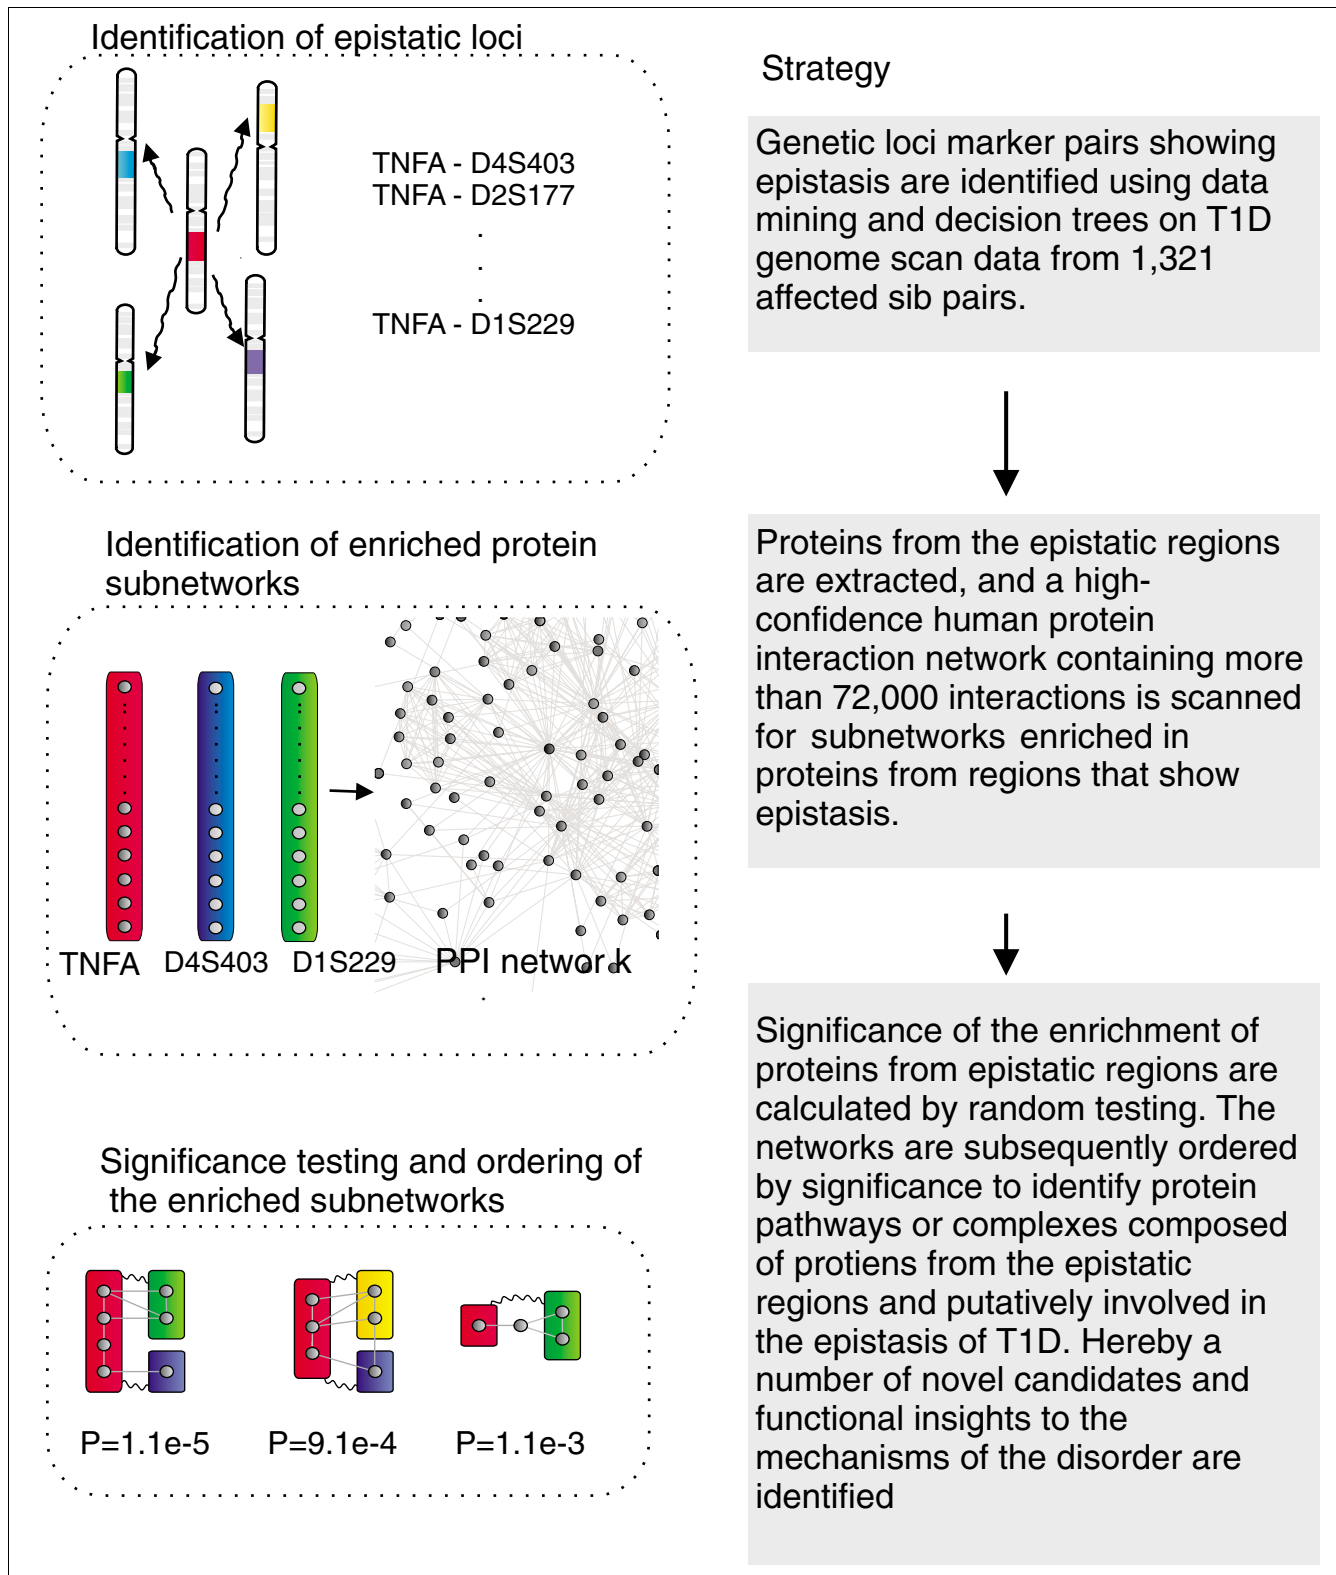 Identification of epistatic loci
TNFA - D4S403
TNFA - D2S177
.
.
.
TNFA - D1S229
Strategy
Genetic loci marker pairs showing
epistasis are identified using data
mining and decision trees on T1D
genome scan data from 1,321
affected sib pairs.
Identification of enriched protein
subnetworks
TNFA
D4S403
D1S229
PPI networ k
Proteins from the epistatic regions
are extracted, and a high-
confidence human protein
interaction network containing more
than 72,000 interactions is scanned
for subnetworks enriched in
proteins from regions that show
epistasis.
Significance testing and ordering of
the enriched subnetworks
P=1.1e-5
P=9.1e-4
P=1.1e-3
Significance of the enrichment of
proteins from epistatic regions are
calculated by random testing. The
networks are subsequently ordered
by significance to identify protein
pathways or complexes composed
of protiens from the epistatic
regions and putatively involved in
the epistasis of T1D. Hereby a
number of novel candidates and
functional insights to the
mechanisms of the disorder are
identified